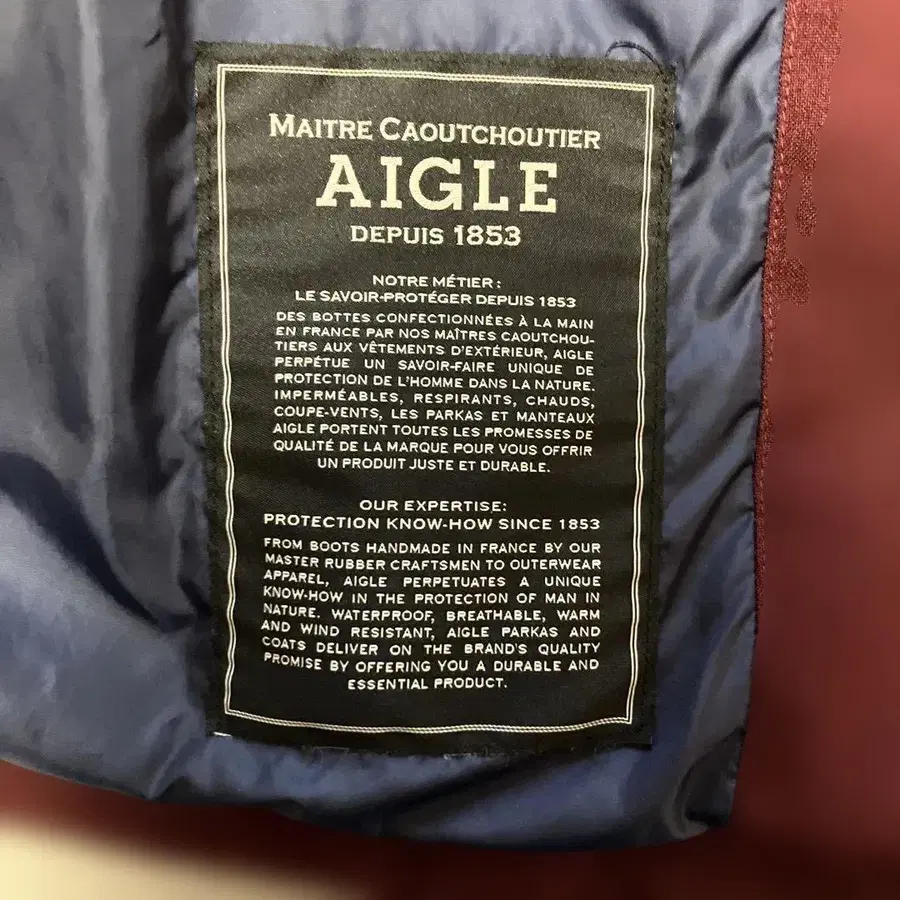 MAITRE CAOUTCHOUTIER
AIGLE
DEPUIS 1853
NOTRE MÉTIER :
LE SAVOIR-PROTÉGER DEPUIS 1853
DES BOTTES CONFECTIONNÉES À LA MAIN
EN FRANCE PAR NOS MAÎTRES CAOUTCHOU-
TIERS AUX VÊTEMENTS D'EXTÉRIEUR, AIGLE
PERPÉTUE UN SAVOIR-FAIRE UNIQUE DE
PROTECTION DE L'HOMME DANS LA NATURE.
IMPERMÉABLES, RESPIRANTS, CHAUDS,
COUPE-VENTS, LES PARKAS ET MANTEAUX
AIGLE PORTENT TOUTES LES PROMESSES DE
QUALITÉ DE LA MARQUE POUR VOUS OFFRIR
UN PRODUIT JUSTE ET DURABLE.
OUR EXPERTISE:
PROTECTION KNOW-HOW SINCE 1853
FROM BOOTS HANDMADE IN FRANCE BY OUR
MASTER RUBBER CRAFTSMEN TO OUTERWEAR
APPAREL, AIGLE PERPETUATES A UNIQUE
KNOW-HOW IN THE PROTECTION OF MAN IN
NATURE. WATERPROOF, BREATHABLE, WARM
AND WIND RESISTANT, AIGLE PARKAS AND
COATS DELIVER ON THE BRAND'S QUALITY
PROMISE BY OFFERING YOU A DURABLE AND
ESSENTIAL PRODUCT.